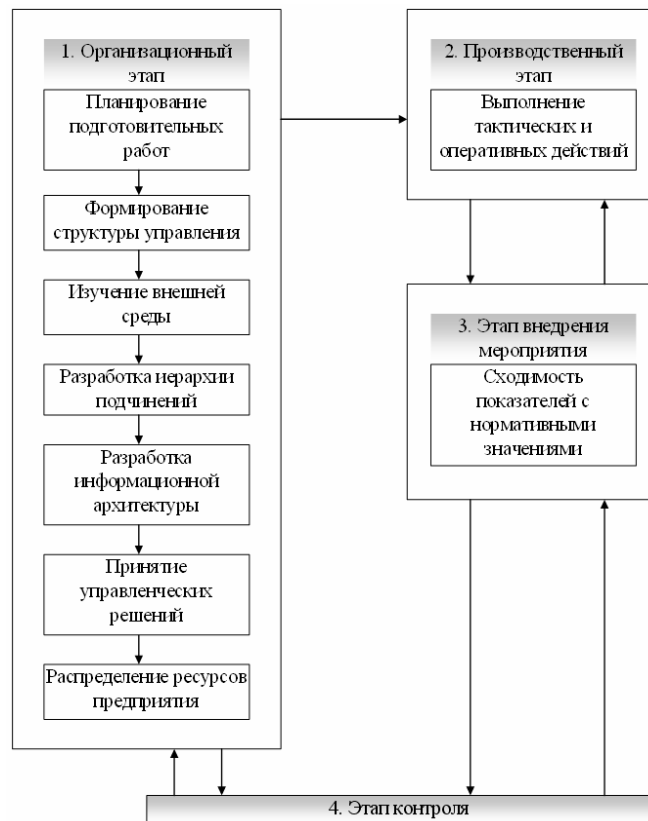 1. Организационный
этап
Планирование
подготовительных
работ
Формирование
структуры управления
Изучение внешней
среды
Разработка иерархии
подчинений
Разработка
информационной
архитектуры
Принятие
управленческих
решений
Распределение ресурсов
предприятия
2. Производственный
этап
Выполнение
тактических и
оперативных действий
3. Этап внедрения
мероприятия
Сходимость
показателей с
нормативными
значениями
4. Этап контроля